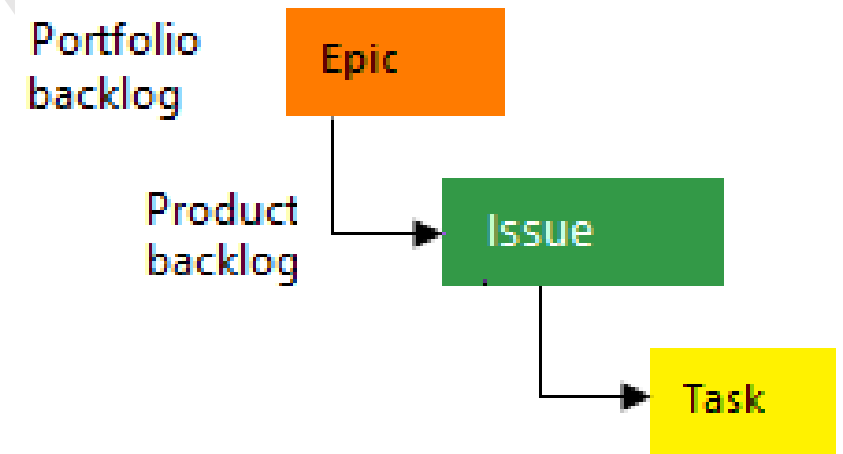 Portfolio
backlog
Epic
Product
backlog
Issue
Task